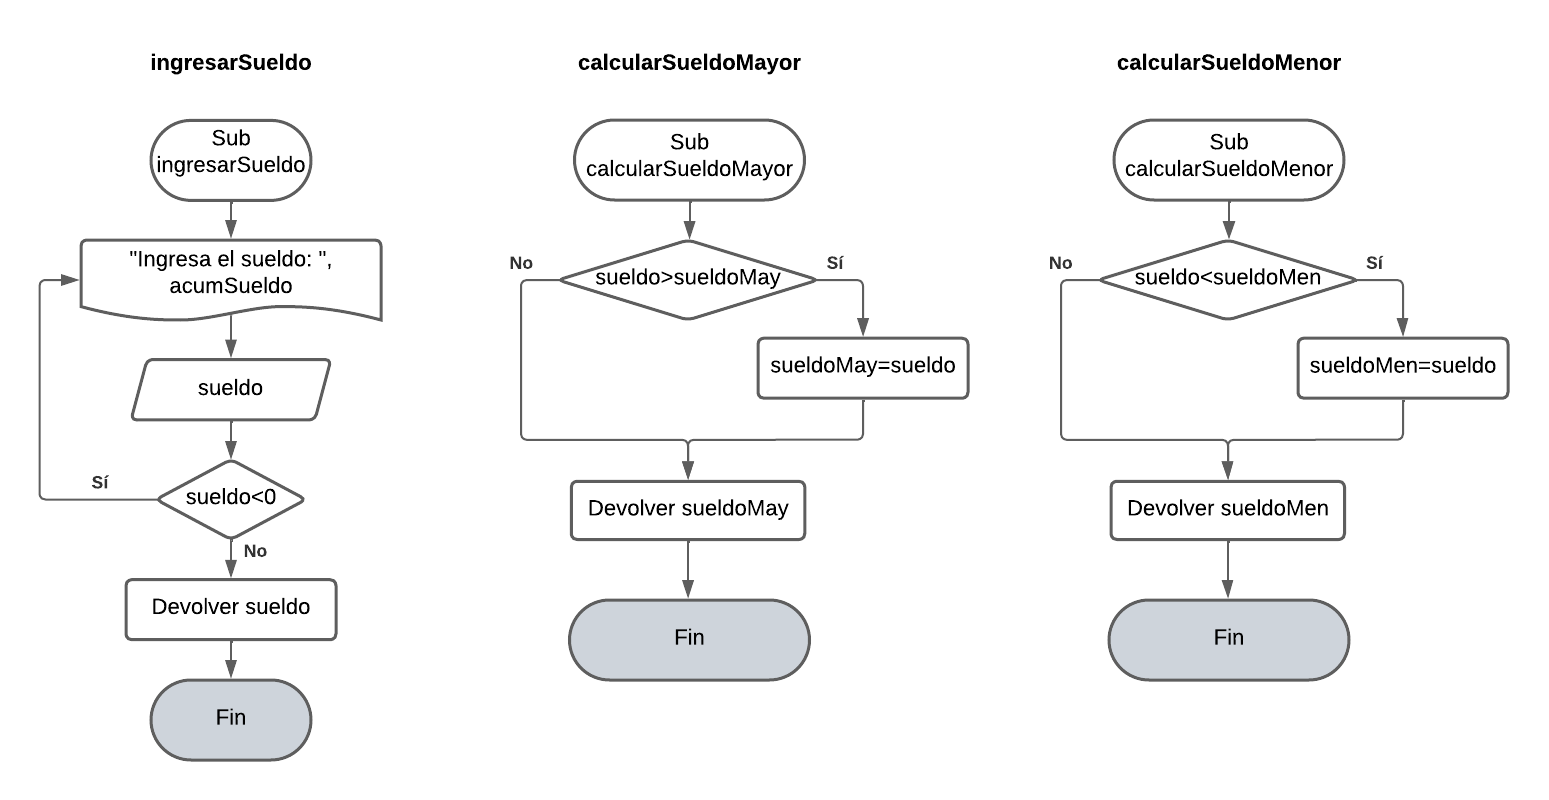 ingresarSueldo
Sub
ingresarSueldo
"Ingresa el sueldo: ",
acumSueldo
sueldo
sueldo<0
Sí
No
Devolver sueldo
Fin
calcularSueldoMayor
Sub
calcularSueldoMayor
sueldo>sueldoMay
No
Sí
sueldoMay=sueldo
Devolver sueldoMay
Fin
calcularSueldoMenor
Sub
calcularSueldoMenor
sueldo<sueldoMen
No
Sí
sueldoMen=sueldo
Devolver sueldoMen
Fin